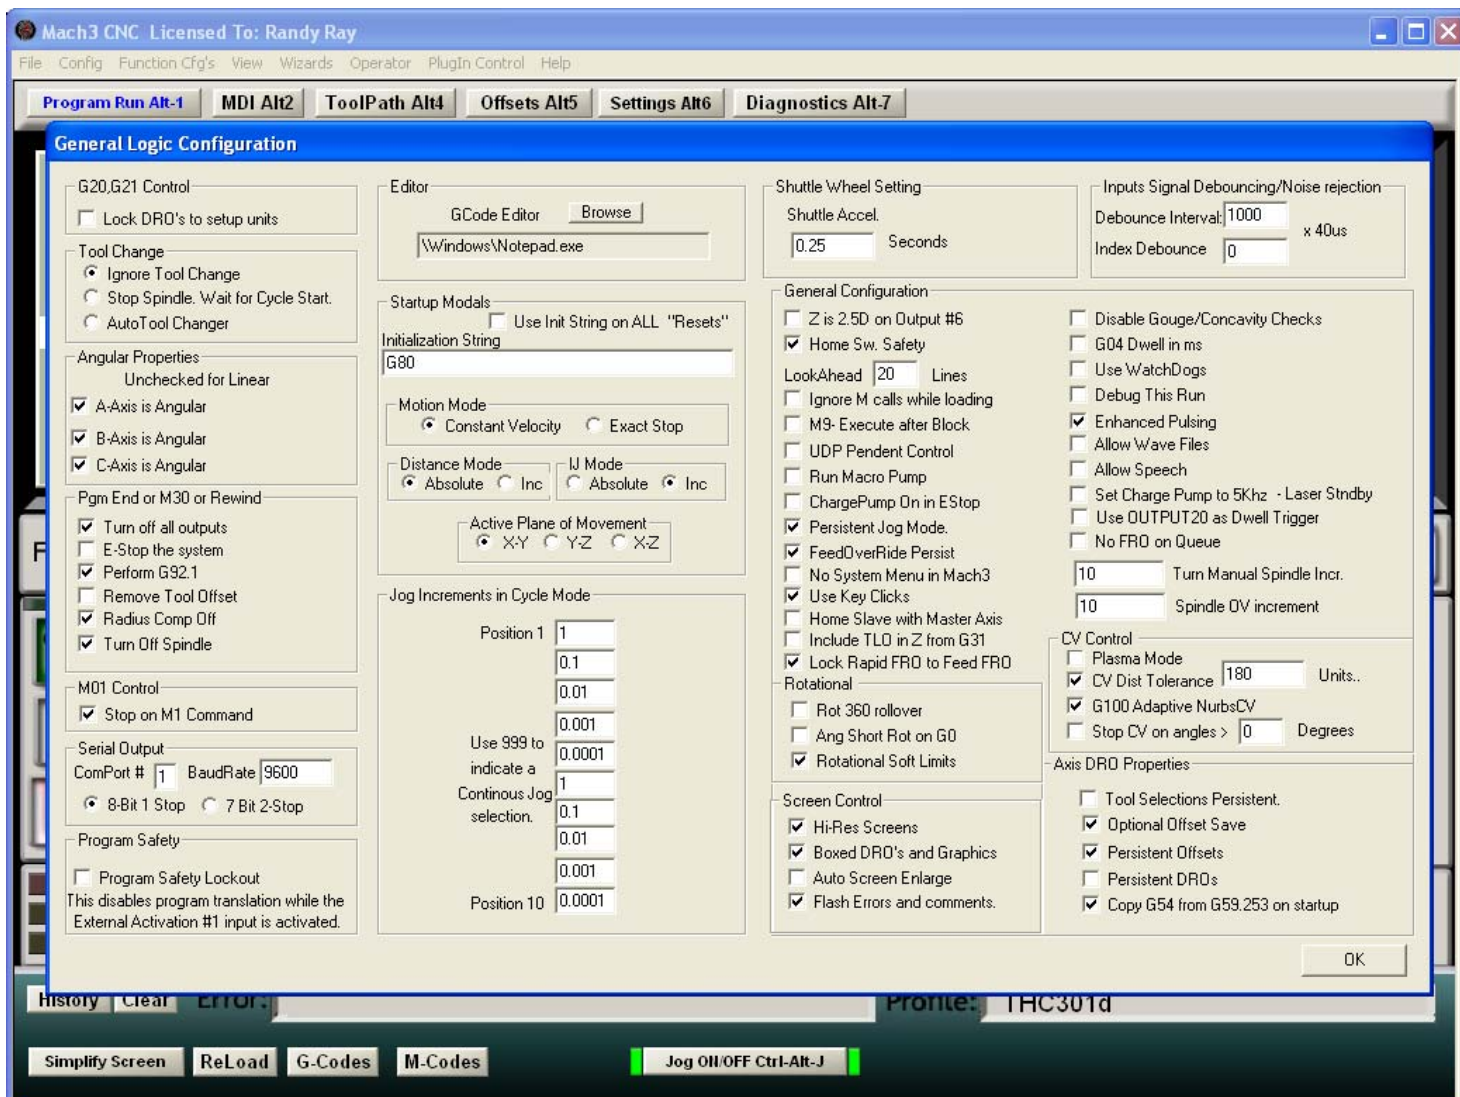 Mach3 CNC Licensed To: Randy Ray
File Config Function Cfg's View Wizards Operator PlugIn Control Help
Program Run Alt-1 MDI Alt2 ToolPath Alt4 Offsets Alt5 Settings Alt6 Diagnostics Alt-7
General Logic Configuration
G20,G21 Control
Lock DRO's to setup units
Tool Change
Ignore Tool Change
Stop Spindle. Wait for Cycle Start.
AutoTool Changer
Angular Properties
Unchecked for Linear
A-Axis is Angular
B-Axis is Angular
C-Axis is Angular
Pgm End or M30 or Rewind
Turn off all outputs
E-Stop the system
Perform G92.1
Remove Tool Offset
Radius Comp Off
Turn Off Spindle
M01 Control
Stop on M1 Command
Serial Output
ComPort # 1 BaudRate 9600
8-Bit 1 Stop 7 Bit 2-Stop
Program Safety
Program Safety Lockout
This disables program translation while the
External Activation #1 input is activated.
Editor
GCode Editor Browse
\Windows\Notepad.exe
Startup Modals
Use Init String on ALL "Resets"
Initialization String
G80
Motion Mode
Constant Velocity Exact Stop
Distance Mode
Absolute Inc
IJ Mode
Absolute Inc
Active Plane of Movement
X-Y Y-Z X-Z
Jog Increments in Cycle Mode
Position 1 1
0.1
0.01
0.001
Use 999 to
0.0001
indicate a
1
Continous Jog
0.1
selection.
0.01
0.001
Position 10 0.0001
Shuttle Wheel Setting
Shuttle Accel.
0.25 Seconds
Inputs Signal Debouncing/Noise rejection
Debounce Interval: 1000
x 40us
Index Debounce 0
General Configuration
Z is 2.5D on Output #6
Home Sw. Safety
LookAhead 20 Lines
Ignore M calls while loading
M9- Execute after Block
UDP Pendent Control
Run Macro Pump
ChargePump On in EStop
Persistent Jog Mode.
FeedOverRide Persist
No System Menu in Mach3
Use Key Clicks
Home Slave with Master Axis
Include TLO in Z from G31
Lock Rapid FRO to Feed FRO
Disable Gouge/Concavity Checks
G04 Dwell in ms
Use WatchDogs
Debug This Run
Enhanced Pulsing
Allow Wave Files
Allow Speech
Set Charge Pump to 5Khz - Laser Stndby
Use OUTPUT20 as Dwell Trigger
No FRO on Queue
10 Turn Manual Spindle Incr.
10 Spindle OV increment
Rotational
Rot 360 rollover
Ang Short Rot on G0
Rotational Soft Limits
CV Control
Plasma Mode
CV Dist Tolerance 180 Units..
G100 Adaptive NurbsCV
Stop CV on angles > 0 Degrees
Screen Control
Hi-Res Screens
Boxed DRO's and Graphics
Auto Screen Enlarge
Flash Errors and comments.
Axis DRO Properties
Tool Selections Persistent.
Optional Offset Save
Persistent Offsets
Persistent DROs
Copy G54 from G59.253 on startup
OK
History Clear Error: Profile: THC301d
Simplify Screen ReLoad G-Codes M-Codes Jog ON/OFF Ctrl-Alt-J